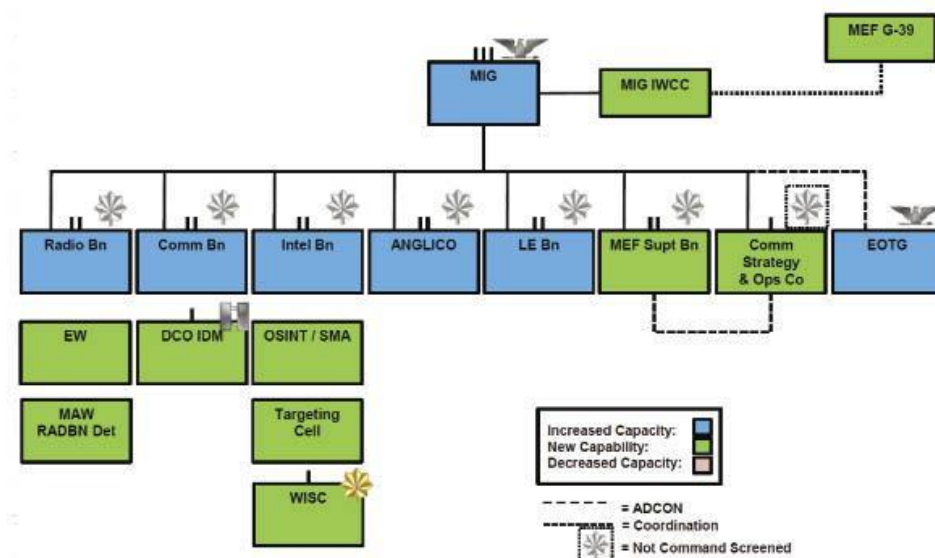 MEF G-39
MIG
MIG IWCC
Radio Bn
Comm Bn
Intel Bn
ANGLICO
LE Bn
MEF Supt Bn
Comm
Strategy
& Ops Co
EOTG
EW
DCO IDM
OSINT / SMA
MAW
RADBN Det
Targeting
Cell
WISC
Increased Capacity:
New Capability:
Decreased Capacity:
= ADCON
= Coordination
= Not Command Screened